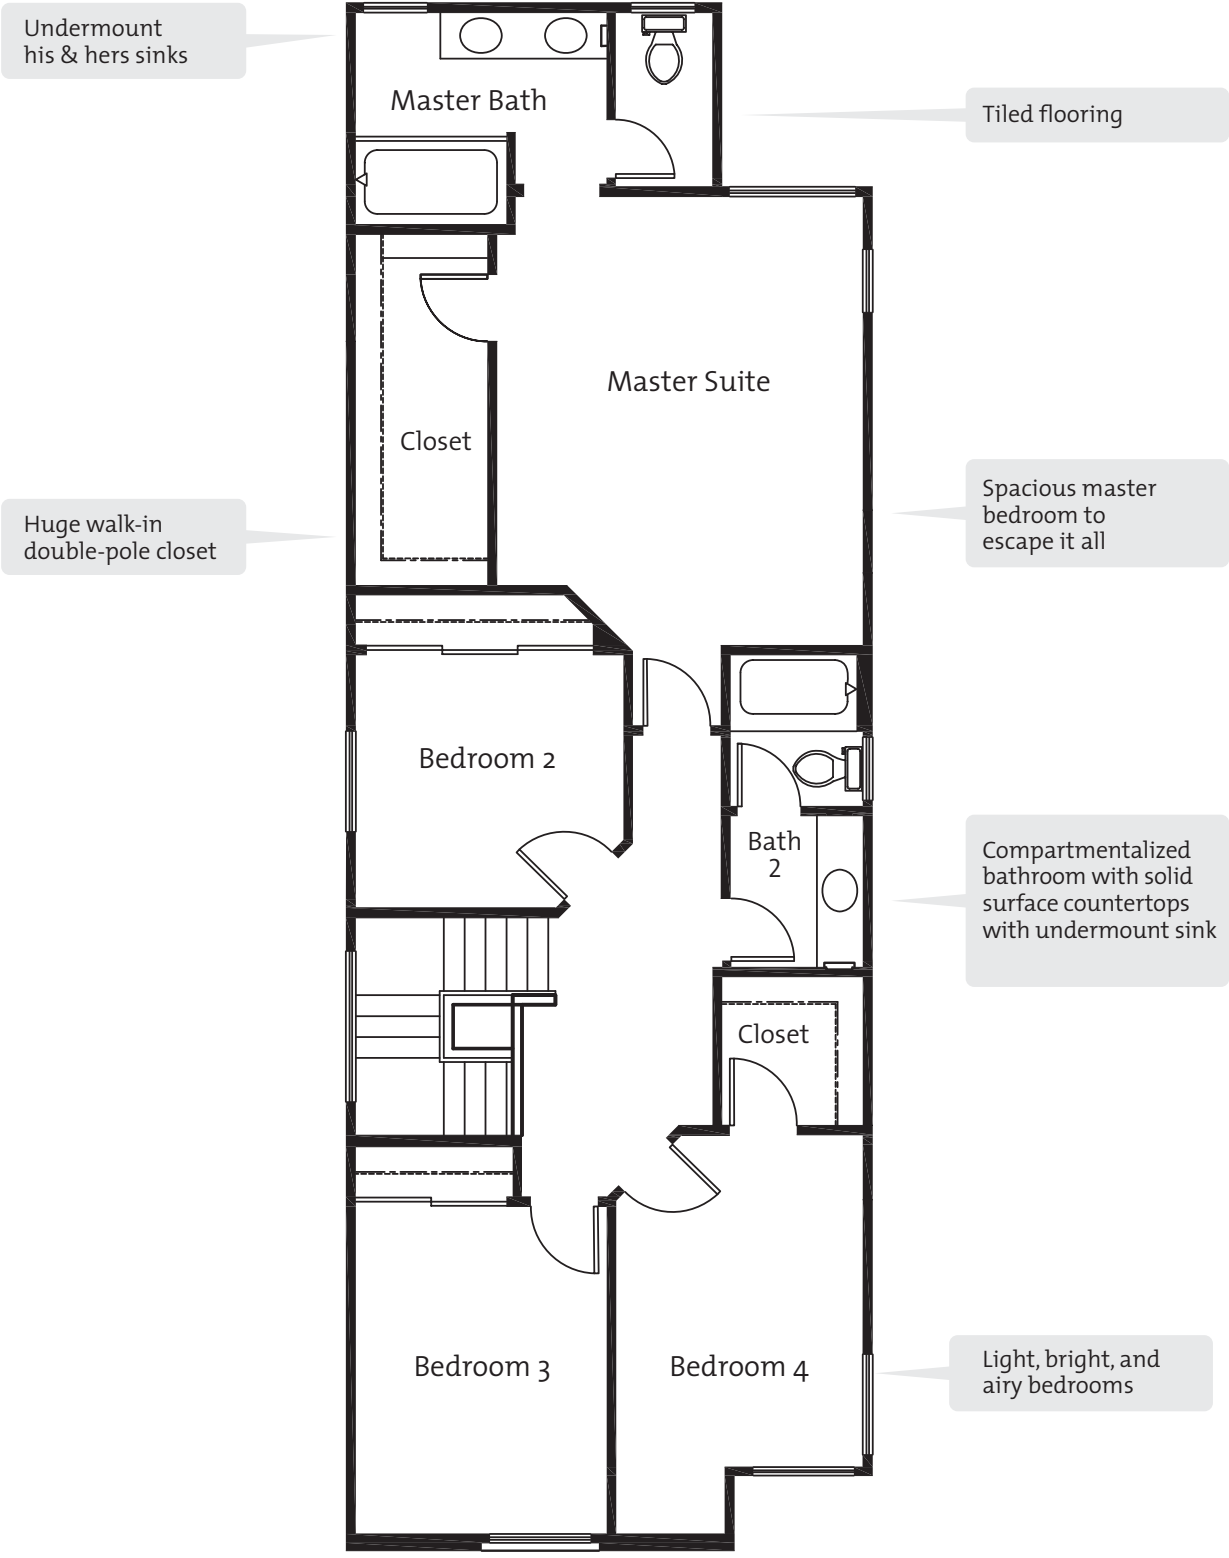 Undermount
his & hers sinks
Master Bath
Tiled flooring
Master Suite
Closet
Spacious master
bedroom to
escape it all
Huge walk-in
double-pole closet
Bedroom 2
Bath
2
Compartmentalized
bathroom with solid
surface countertops
with undermount sink
Closet
Bedroom 3
Bedroom 4
Light, bright, and
airy bedrooms